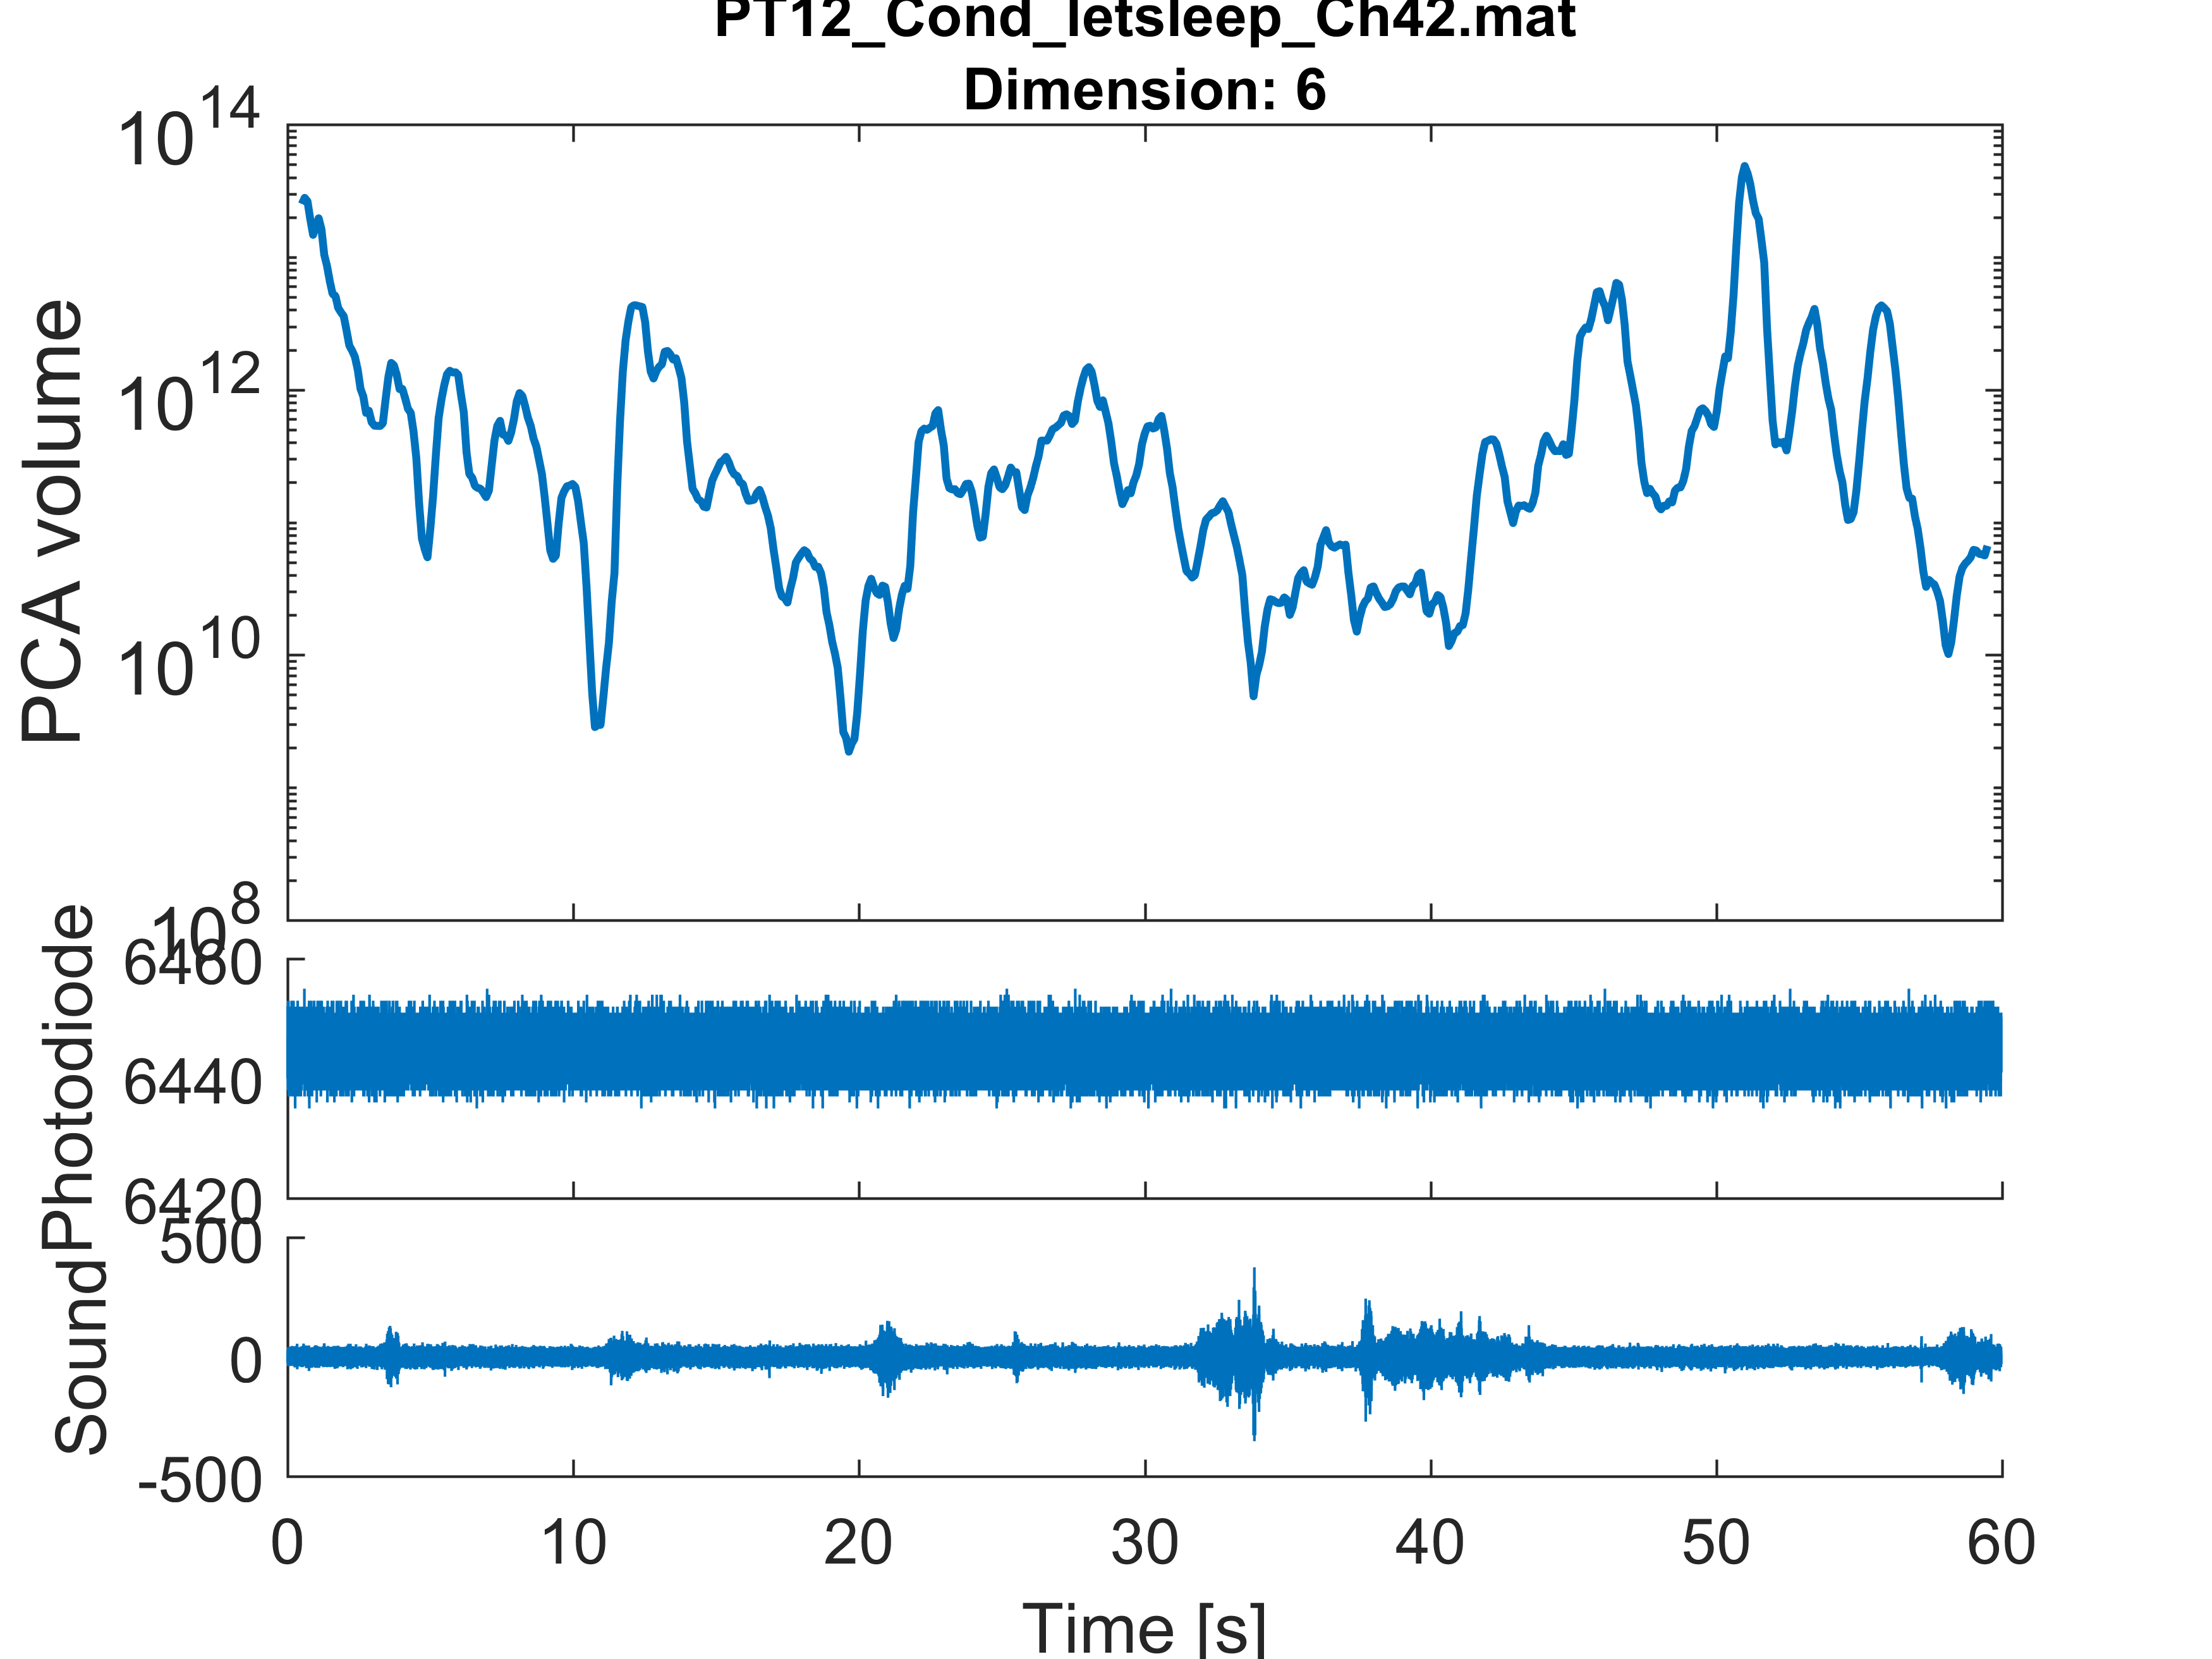 PT12_Cond_letsleep_Ch42.mat
Dimension: 6
10^14
10^12
10^10
10^8
PCA volume
6460
6440
6420
Photodiode
500
0
-500
Sound
0 10 20 30 40 50 60
Time [s]